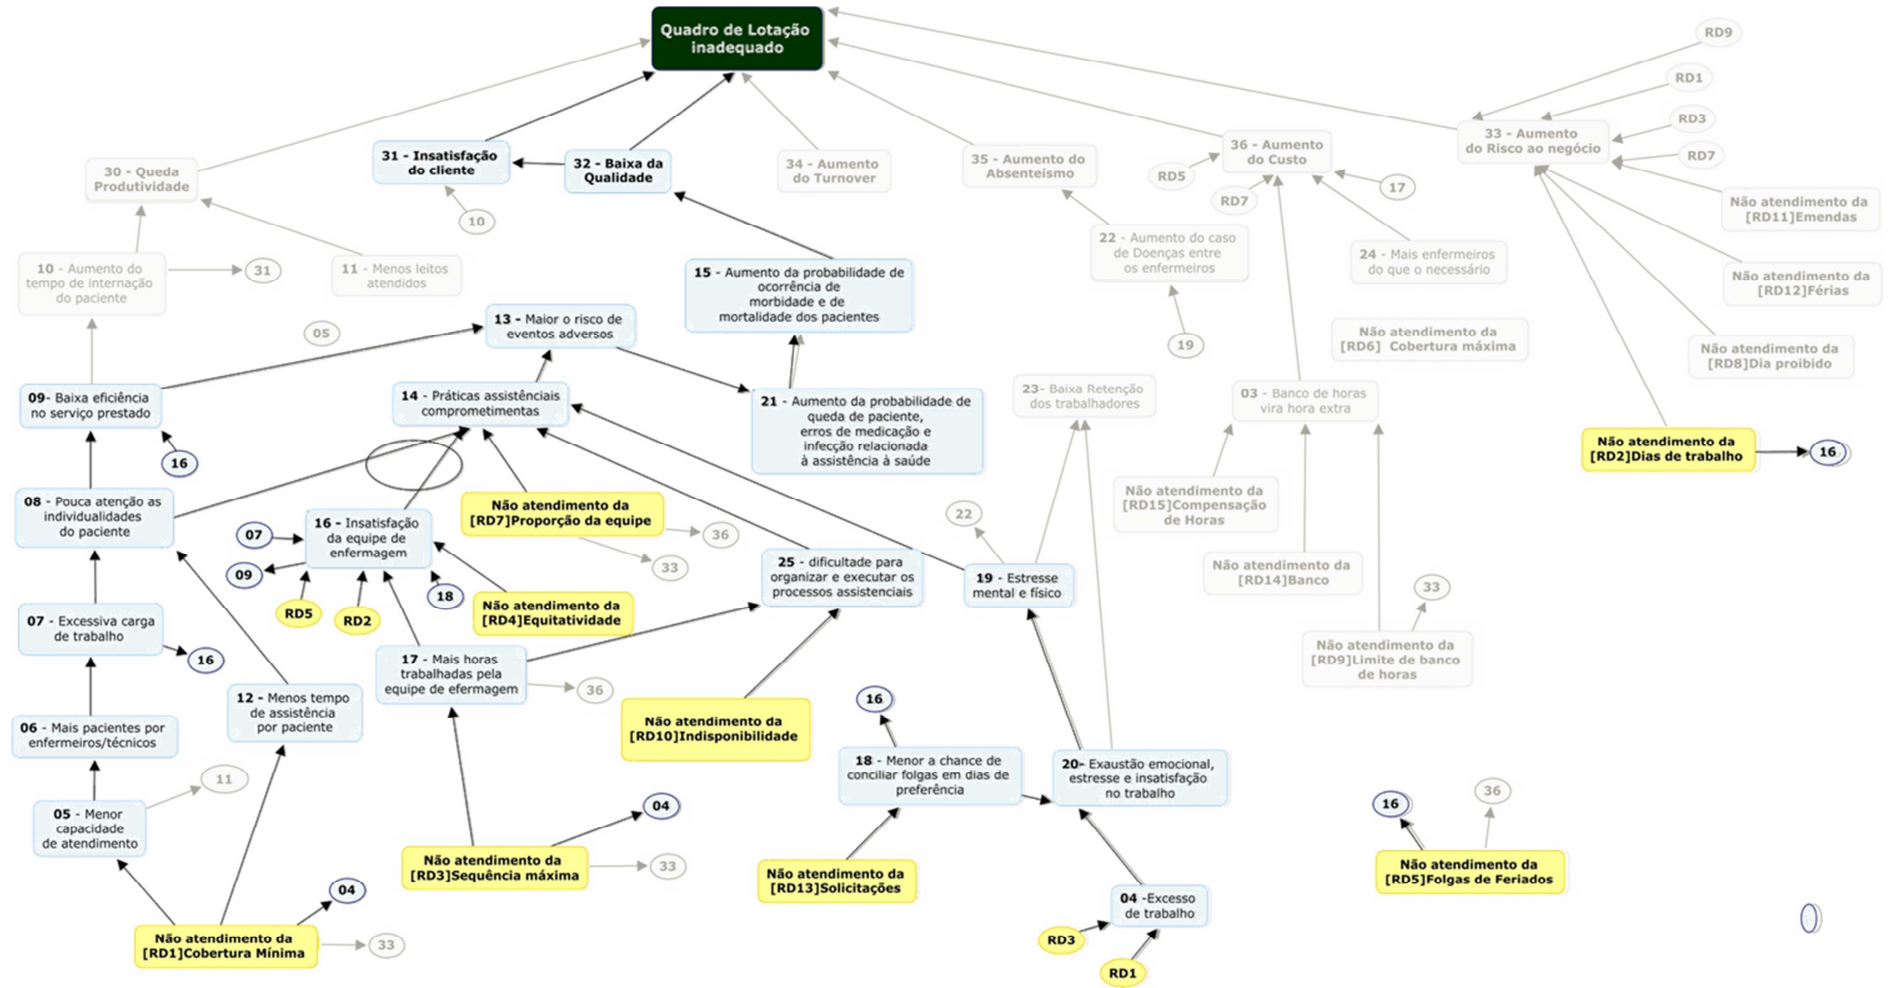 Quadro de Lotação
inadequado
RD9
RD1
RD3
RD7
33 - Aumento
do Risco ao negócio
36 - Aumento
do Custo
RD5
RD7
17
31 - Insatisfação
do cliente
32 - Baixa da
Qualidade
34 - Aumento
do Turnover
35 - Aumento do
Absenteísmo
30 - Queda
Produtividade
10
Não atendimento da
[RD11]Emendas
22 - Aumento do caso
de Doenças entre
os enfermeiros
24 - Mais enfermeiros
do que o necessário
10 - Aumento do
tempo de internação
do paciente
31
11 - Menos leitos
atendidos
15 - Aumento da probabilidade de
ocorrência de
morbidade e de
mortalidade dos pacientes
Não atendimento da
[RD12]Férias
13 - Maior o risco de
eventos adversos
05
19
Não atendimento da
[RD6] Cobertura máxima
Não atendimento da
[RD8]Dia proibido
09- Baixa eficiência
no serviço prestado
14 - Práticas assistênciais
comprometimentas
21 - Aumento da probabilidade de
queda de paciente,
erros de medicação e
infecção relacionada
à assistência à saúde
23- Baixa Retenção
dos trabalhadores
03 - Banco de horas
vira hora extra
16
Não atendimento da
[RD2]Dias de trabalho
16
08 - Pouca atenção as
individualidades
do paciente
Não atendimento da
[RD7]Proporção da equipe
36
33
22
Não atendimento da
[RD15]Compensação
de Horas
07
16 - Insatisfação
da equipe de
enfermagem
09
RD5
RD2
18
Não atendimento da
[RD4]Equitatividade
25 - dificultade para
organizar e executar os
processos assistenciais
19 - Estresse
mental e físico
Não atendimento da
[RD14]Banco
33
07 - Excessiva carga
de trabalho
16
17 - Mais horas
trabalhadas pela
equipe de efermagem
36
Não atendimento da
[RD9]Limite de banco
de horas
12 - Menos tempo
de assistência
por paciente
06 - Mais pacientes por
enfermeiros/técnicos
Não atendimento da
[RD10]Indisponibilidade
16
18 - Menor a chance de
conciliar folgas em dias de
preferência
20- Exaustão emocional,
estresse e insatisfação
no trabalho
11
05 - Menor
capacidade
de atendimento
04
16
36
Não atendimento da
[RD3]Sequência máxima
33
Não atendimento da
[RD13]Solicitações
Não atendimento da
[RD5]Folgas de Feriados
04
04 -Excesso
de trabalho
Não atendimento da
[RD1]Cobertura Mínima
33
RD3
RD1